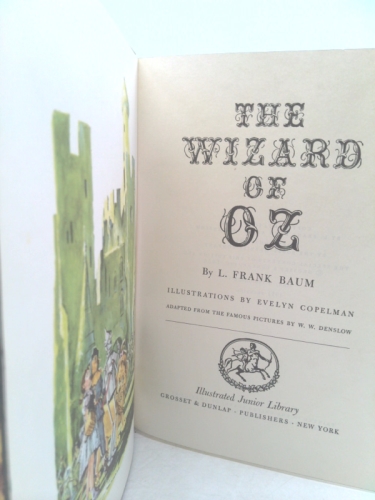 THE
WIZARD
OF
OZ
By L. FRANK BAUM
ILLUSTRATIONS BY EVELYN COPELMAN
ADAPTED FROM THE FAMOUS PICTURES BY W. W. DENSLOW
Illustrated Junior Library
GROSSET & DUNLAP · PUBLISHERS · NEW YORK